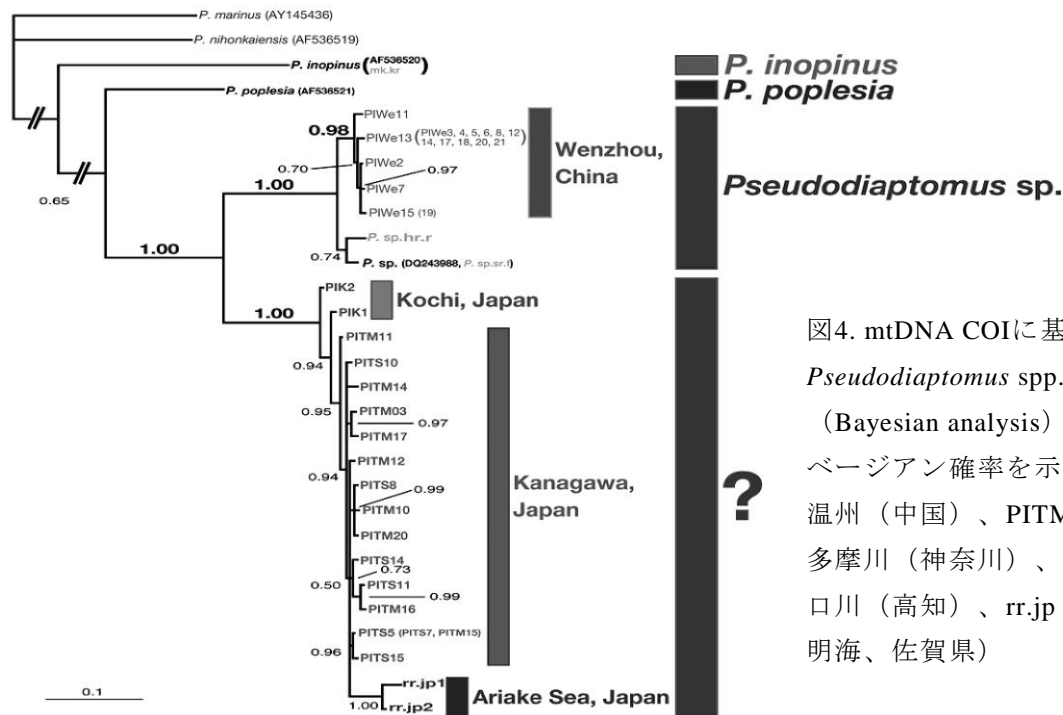 P. marinus (AY145436)
P. nihonkaiensis (AF536519)
P. inopinus (AF536520)
mk.kr
P. poplesia (AF536521)
PIWe11
PIWe13 (PIWe3, 4, 5, 6, 8, 12
14, 17, 18, 20, 21)
PIWe2
PIWe7
PIWe15 (19)
P. sp.hr.r
P. sp. (DQ243988, P. sp.sr.f)
PIK2
PIK1
PITM11
PITS10
PITM14
PITM03
PITM17
PITM12
PITS8
PITM10
PITM20
PITS14
PITS11
PITM16
PITS5 (PITS7, PITM15)
PITS15
rr.jp1
rr.jp2
0.65
1.00
1.00
0.98
0.70
0.97
0.74
1.00
0.94
0.95
0.97
0.94
0.99
0.73
0.50
0.99
0.96
1.00
0.1
Wenzhou,
China
Kochi, Japan
Kanagawa,
Japan
Ariake Sea, Japan
P. inopinus
P. poplesia
Pseudodiaptomus sp.
?
図4. mtDNA COIに基
Pseudodiaptomus spp.
（Bayesian analysis）
ベージアン確率を示
温州（中国）、PITM
多摩川（神奈川）、
口川（高知）、rr.jp
明海、佐賀県）